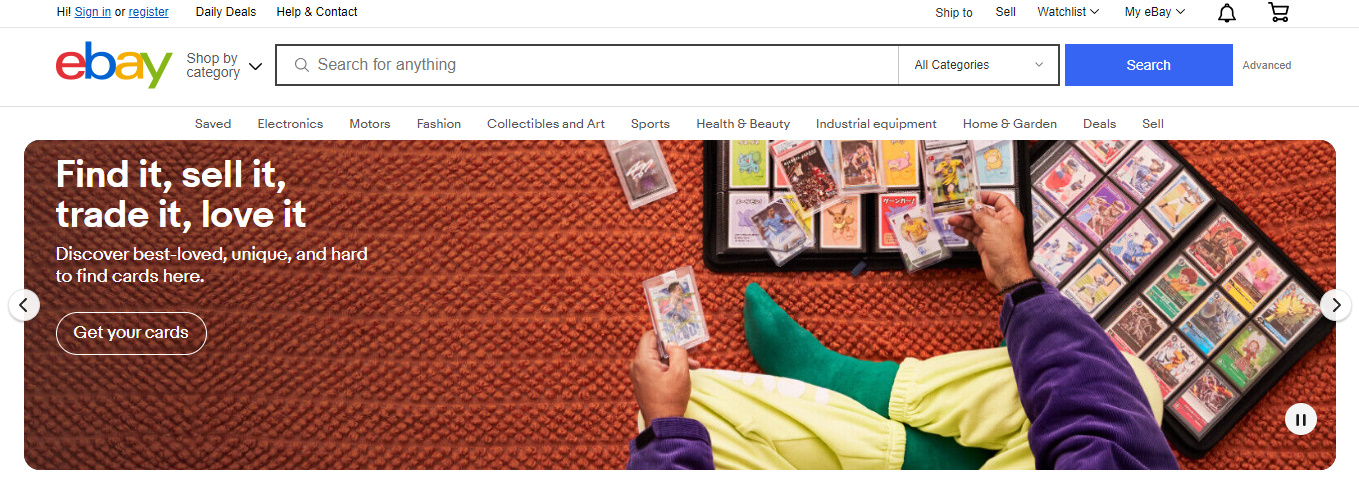 Hi! Sign in or register Daily Deals Help & Contact Ship to Sell Watchlist My eBay
ebay
Shop by
category
Search for anything
All Categories
Search
Advanced
Saved Electronics Motors Fashion Collectibles and Art Sports Health & Beauty Industrial equipment Home & Garden Deals Sell
Find it, sell it,
trade it, love it
Discover best-loved, unique, and hard
to find cards here.
Get your cards